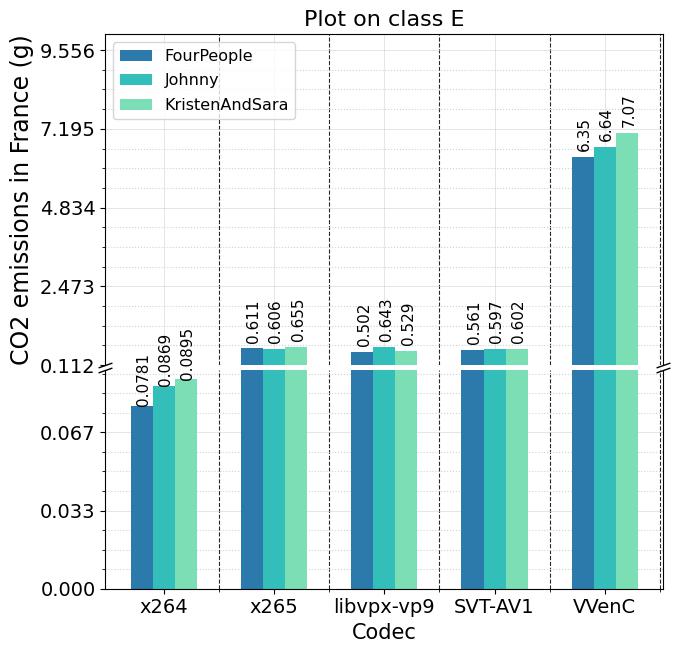 Plot on class E
CO2 emissions in France (g)
9.556
7.195
4.834
2.473
0.112
0.067
0.033
0.000
FourPeople
Johnny
KristenAndSara
0.0781
0.0869
0.0895
0.611
0.606
0.655
0.502
0.643
0.529
0.561
0.597
0.602
6.35
6.64
7.07
x264
x265
libvpx-vp9
SVT-AV1
VVenC
Codec